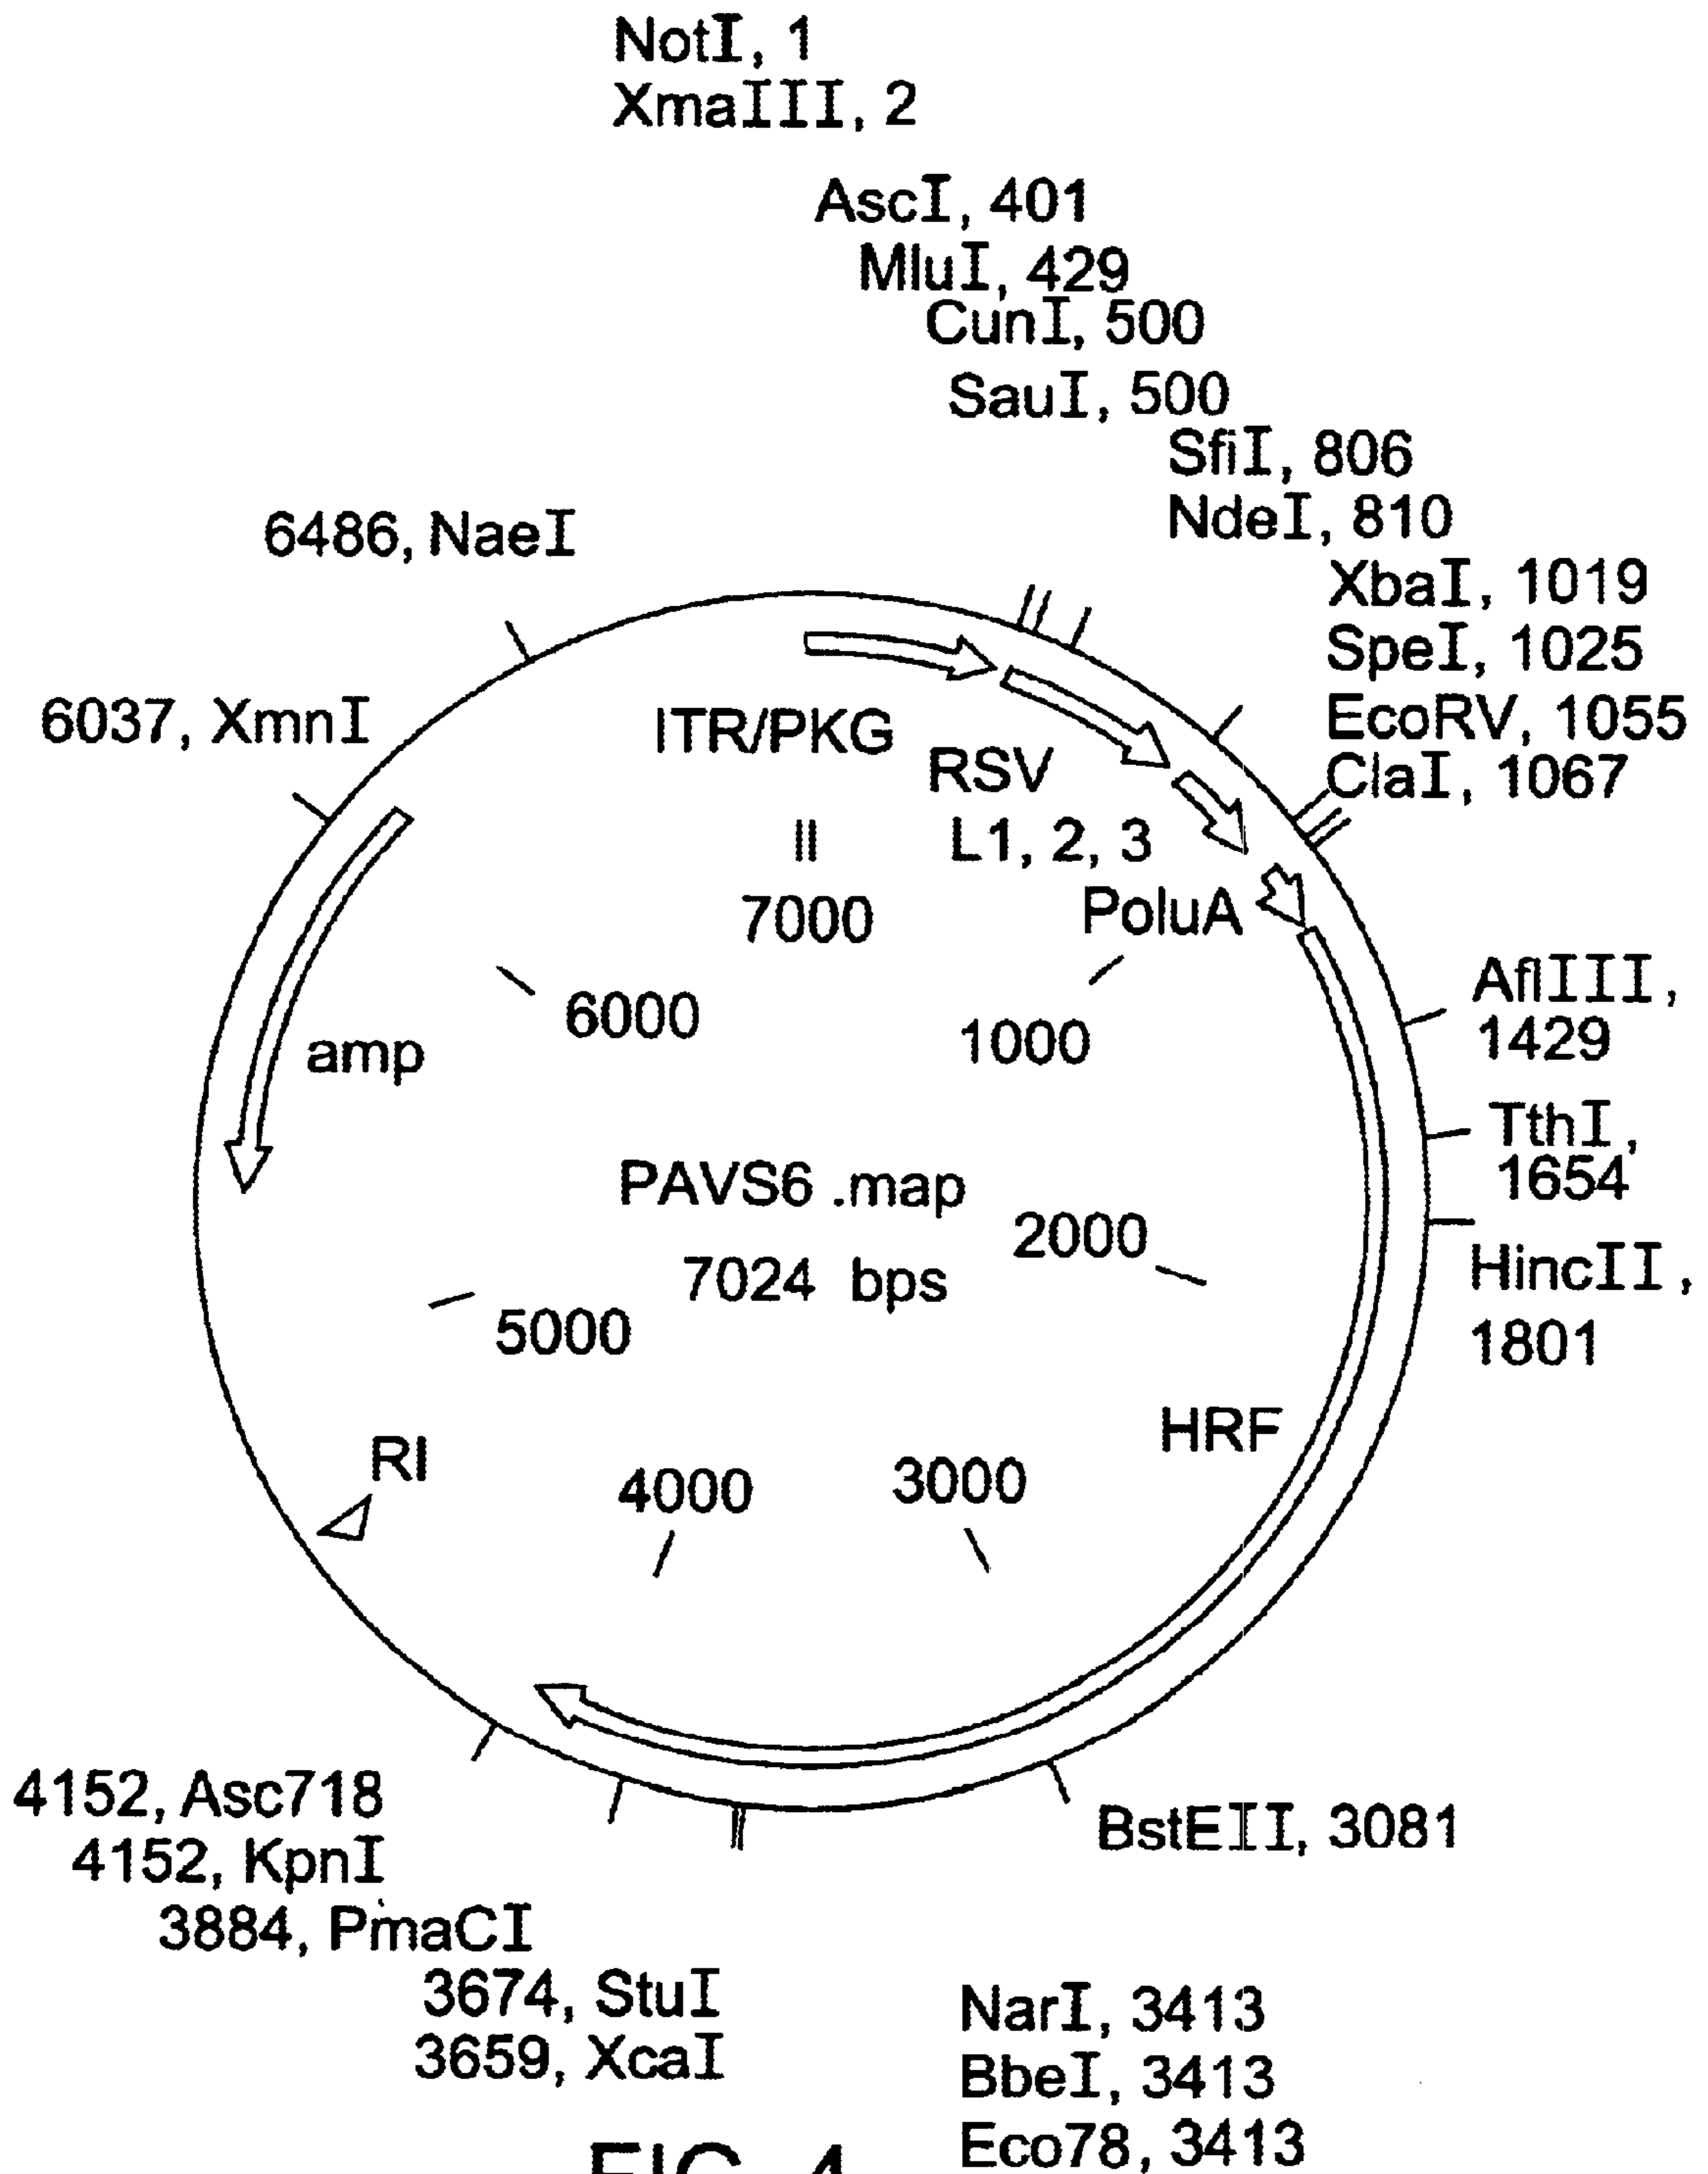 NotI, 1
XmaIII, 2
AscI, 401
MluI, 429
CunI, 500
SauI, 500
SfiI, 806
NdeI, 810
XbaI, 1019
SpeI, 1025
EcoRV, 1055
ClaI, 1067
6486, NaeI
6037, XmnI
ITR/PKG
RSV
L1, 2, 3
PoluA
7000
6000
1000
amp
AflIII,
1429
TthI,
1654
HincII,
1801
PAVS6 .map
7024 bps
2000
5000
HRF
RI
4000
3000
4152, Asc718
4152, KpnI
3884, PmaCI
3674, StuI
3659, XcaI
BstEII, 3081
NarI, 3413
BbeI, 3413
Eco78, 3413
FIG. 4